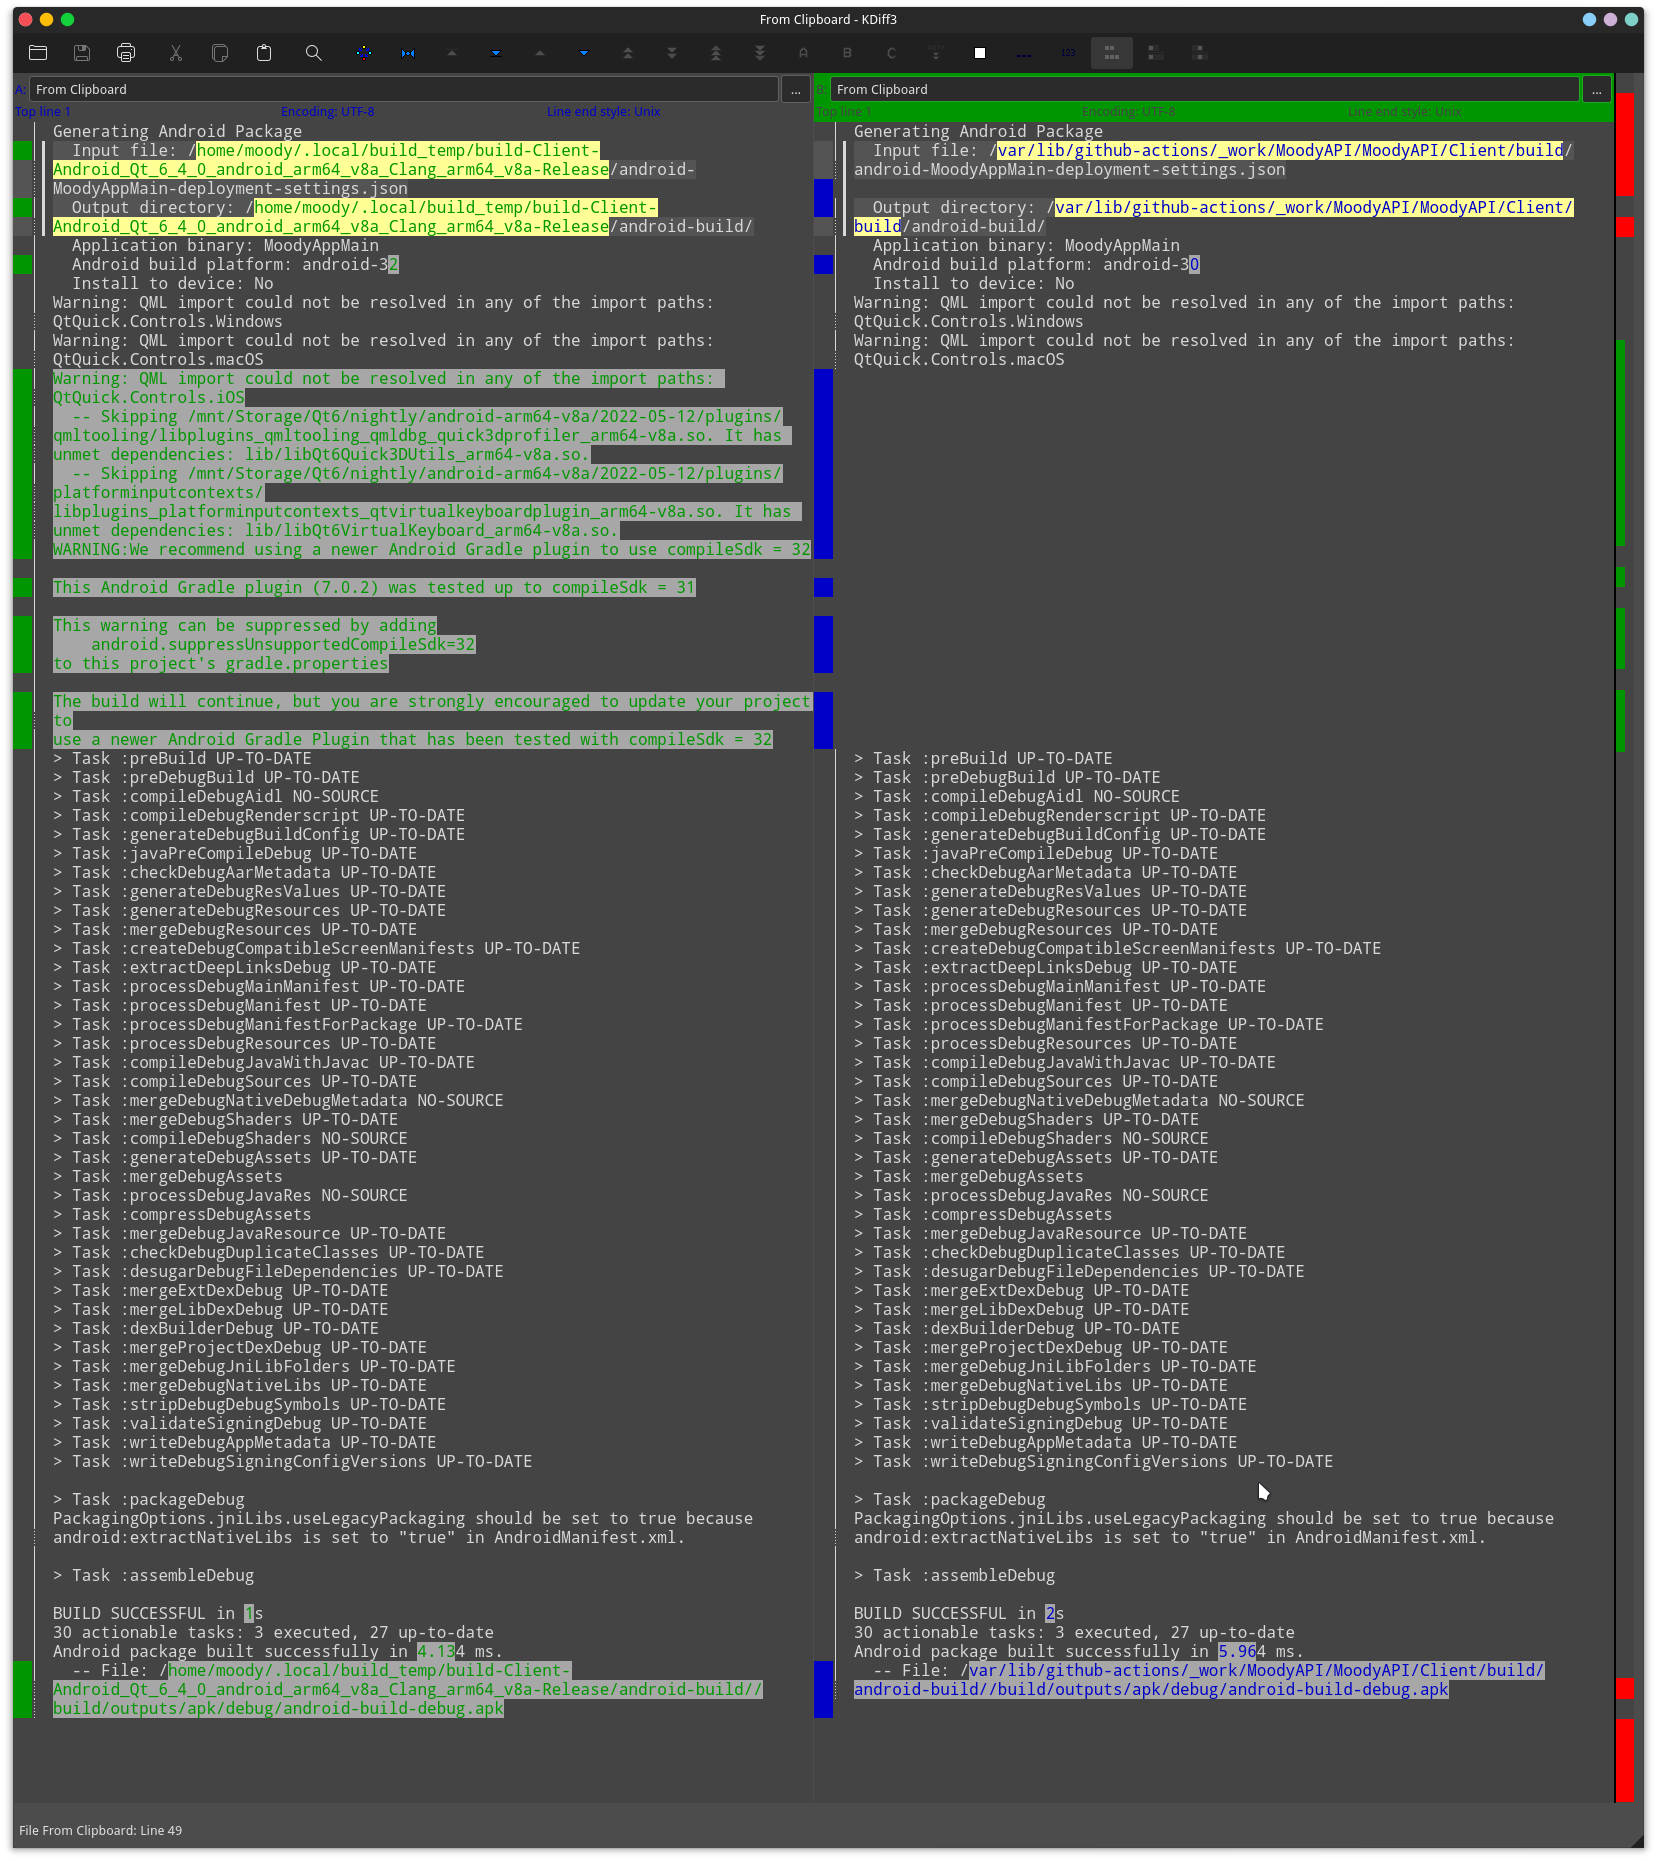 From Clipboard - KDiff3
A: From Clipboard ...
Top line 1 Encoding: UTF-8 Line end style: Unix
Generating Android Package
  Input file: /home/moody/.local/build_temp/build-Client-
Android_Qt_6_4_0_android_arm64_v8a_Clang_arm64_v8a-Release/android-
MoodyAppMain-deployment-settings.json
  Output directory: /home/moody/.local/build_temp/build-Client-
Android_Qt_6_4_0_android_arm64_v8a_Clang_arm64_v8a-Release/android-build/
  Application binary: MoodyAppMain
  Android build platform: android-32
  Install to device: No
Warning: QML import could not be resolved in any of the import paths:
QtQuick.Controls.Windows
Warning: QML import could not be resolved in any of the import paths:
QtQuick.Controls.macOS
Warning: QML import could not be resolved in any of the import paths:
QtQuick.Controls.iOS
  -- Skipping /mnt/Storage/Qt6/nightly/android-arm64-v8a/2022-05-12/plugins/
qmltooling/libplugins_qmltooling_qmldbg_quick3dprofiler_arm64-v8a.so. It has
unmet dependencies: lib/libQt6Quick3DUtils_arm64-v8a.so.
  -- Skipping /mnt/Storage/Qt6/nightly/android-arm64-v8a/2022-05-12/plugins/
platforminputcontexts/
libplugins_platforminputcontexts_qtvirtualkeyboardplugin_arm64-v8a.so. It has
unmet dependencies: lib/libQt6VirtualKeyboard_arm64-v8a.so.
WARNING:We recommend using a newer Android Gradle plugin to use compileSdk = 32
This Android Gradle plugin (7.0.2) was tested up to compileSdk = 31
This warning can be suppressed by adding
    android.suppressUnsupportedCompileSdk=32
to this project's gradle.properties
The build will continue, but you are strongly encouraged to update your project
to
use a newer Android Gradle Plugin that has been tested with compileSdk = 32
> Task :preBuild UP-TO-DATE
> Task :preDebugBuild UP-TO-DATE
> Task :compileDebugAidl NO-SOURCE
> Task :compileDebugRenderscript UP-TO-DATE
> Task :generateDebugBuildConfig UP-TO-DATE
> Task :javaPreCompileDebug UP-TO-DATE
> Task :checkDebugAarMetadata UP-TO-DATE
> Task :generateDebugResValues UP-TO-DATE
> Task :generateDebugResources UP-TO-DATE
> Task :mergeDebugResources UP-TO-DATE
> Task :createDebugCompatibleScreenManifests UP-TO-DATE
> Task :extractDeepLinksDebug UP-TO-DATE
> Task :processDebugMainManifest UP-TO-DATE
> Task :processDebugManifest UP-TO-DATE
> Task :processDebugManifestForPackage UP-TO-DATE
> Task :processDebugResources UP-TO-DATE
> Task :compileDebugJavaWithJavac UP-TO-DATE
> Task :compileDebugSources UP-TO-DATE
> Task :mergeDebugNativeDebugMetadata NO-SOURCE
> Task :mergeDebugShaders UP-TO-DATE
> Task :compileDebugShaders NO-SOURCE
> Task :generateDebugAssets UP-TO-DATE
> Task :mergeDebugAssets
> Task :processDebugJavaRes NO-SOURCE
> Task :compressDebugAssets
> Task :mergeDebugJavaResource UP-TO-DATE
> Task :checkDebugDuplicateClasses UP-TO-DATE
> Task :desugarDebugFileDependencies UP-TO-DATE
> Task :mergeExtDexDebug UP-TO-DATE
> Task :mergeLibDexDebug UP-TO-DATE
> Task :dexBuilderDebug UP-TO-DATE
> Task :mergeProjectDexDebug UP-TO-DATE
> Task :mergeDebugJniLibFolders UP-TO-DATE
> Task :mergeDebugNativeLibs UP-TO-DATE
> Task :stripDebugDebugSymbols UP-TO-DATE
> Task :validateSigningDebug UP-TO-DATE
> Task :writeDebugAppMetadata UP-TO-DATE
> Task :writeDebugSigningConfigVersions UP-TO-DATE
> Task :packageDebug
PackagingOptions.jniLibs.useLegacyPackaging should be set to true because
android:extractNativeLibs is set to "true" in AndroidManifest.xml.
> Task :assembleDebug
BUILD SUCCESSFUL in 1s
30 actionable tasks: 3 executed, 27 up-to-date
Android package built successfully in 4.134 ms.
  -- File: /home/moody/.local/build_temp/build-Client-
Android_Qt_6_4_0_android_arm64_v8a_Clang_arm64_v8a-Release/android-build//
build/outputs/apk/debug/android-build-debug.apk
B: From Clipboard ...
Top line 1 Encoding: UTF-8 Line end style: Unix
Generating Android Package
  Input file: /var/lib/github-actions/_work/MoodyAPI/MoodyAPI/Client/build/
android-MoodyAppMain-deployment-settings.json
  Output directory: /var/lib/github-actions/_work/MoodyAPI/MoodyAPI/Client/
build/android-build/
  Application binary: MoodyAppMain
  Android build platform: android-30
  Install to device: No
Warning: QML import could not be resolved in any of the import paths:
QtQuick.Controls.Windows
Warning: QML import could not be resolved in any of the import paths:
QtQuick.Controls.macOS
> Task :preBuild UP-TO-DATE
> Task :preDebugBuild UP-TO-DATE
> Task :compileDebugAidl NO-SOURCE
> Task :compileDebugRenderscript UP-TO-DATE
> Task :generateDebugBuildConfig UP-TO-DATE
> Task :javaPreCompileDebug UP-TO-DATE
> Task :checkDebugAarMetadata UP-TO-DATE
> Task :generateDebugResValues UP-TO-DATE
> Task :generateDebugResources UP-TO-DATE
> Task :mergeDebugResources UP-TO-DATE
> Task :createDebugCompatibleScreenManifests UP-TO-DATE
> Task :extractDeepLinksDebug UP-TO-DATE
> Task :processDebugMainManifest UP-TO-DATE
> Task :processDebugManifest UP-TO-DATE
> Task :processDebugManifestForPackage UP-TO-DATE
> Task :processDebugResources UP-TO-DATE
> Task :compileDebugJavaWithJavac UP-TO-DATE
> Task :compileDebugSources UP-TO-DATE
> Task :mergeDebugNativeDebugMetadata NO-SOURCE
> Task :mergeDebugShaders UP-TO-DATE
> Task :compileDebugShaders NO-SOURCE
> Task :generateDebugAssets UP-TO-DATE
> Task :mergeDebugAssets
> Task :processDebugJavaRes NO-SOURCE
> Task :compressDebugAssets
> Task :mergeDebugJavaResource UP-TO-DATE
> Task :checkDebugDuplicateClasses UP-TO-DATE
> Task :desugarDebugFileDependencies UP-TO-DATE
> Task :mergeExtDexDebug UP-TO-DATE
> Task :mergeLibDexDebug UP-TO-DATE
> Task :dexBuilderDebug UP-TO-DATE
> Task :mergeProjectDexDebug UP-TO-DATE
> Task :mergeDebugJniLibFolders UP-TO-DATE
> Task :mergeDebugNativeLibs UP-TO-DATE
> Task :stripDebugDebugSymbols UP-TO-DATE
> Task :validateSigningDebug UP-TO-DATE
> Task :writeDebugAppMetadata UP-TO-DATE
> Task :writeDebugSigningConfigVersions UP-TO-DATE
> Task :packageDebug
PackagingOptions.jniLibs.useLegacyPackaging should be set to true because
android:extractNativeLibs is set to "true" in AndroidManifest.xml.
> Task :assembleDebug
BUILD SUCCESSFUL in 2s
30 actionable tasks: 3 executed, 27 up-to-date
Android package built successfully in 5.964 ms.
  -- File: /var/lib/github-actions/_work/MoodyAPI/MoodyAPI/Client/build/
android-build//build/outputs/apk/debug/android-build-debug.apk
File From Clipboard: Line 49